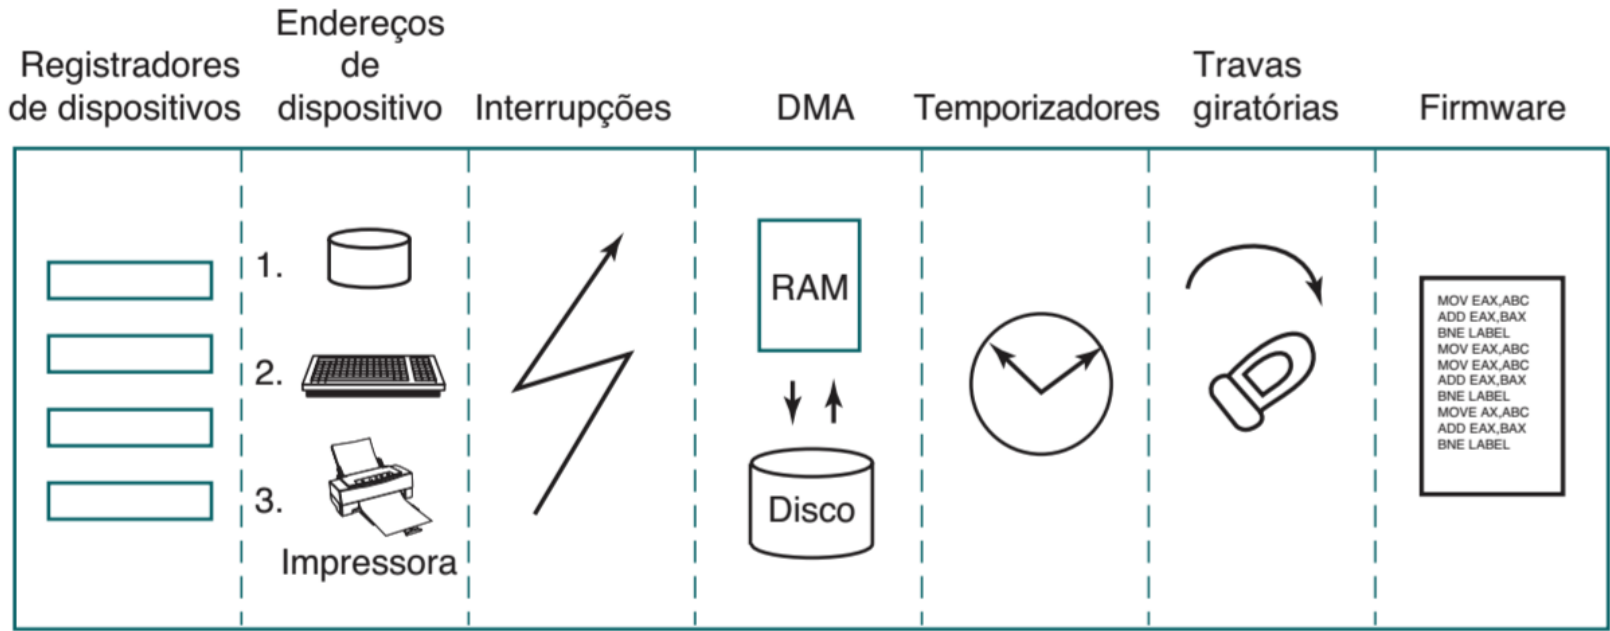 Registradores
de dispositivos
Endereços
de
dispositivo
Interrupções
DMA
Temporizadores
Travas
giratórias
Firmware
1.
2.
3.
Impressora
RAM
Disco
MOV EAX,ABC
ADD EAX,BAX
BNE LABEL
MOV EAX,ABC
MOV EAX,ABC
ADD EAX,BAX
BNE LABEL
MOVE AX,ABC
ADD EAX,BAX
BNE LABEL